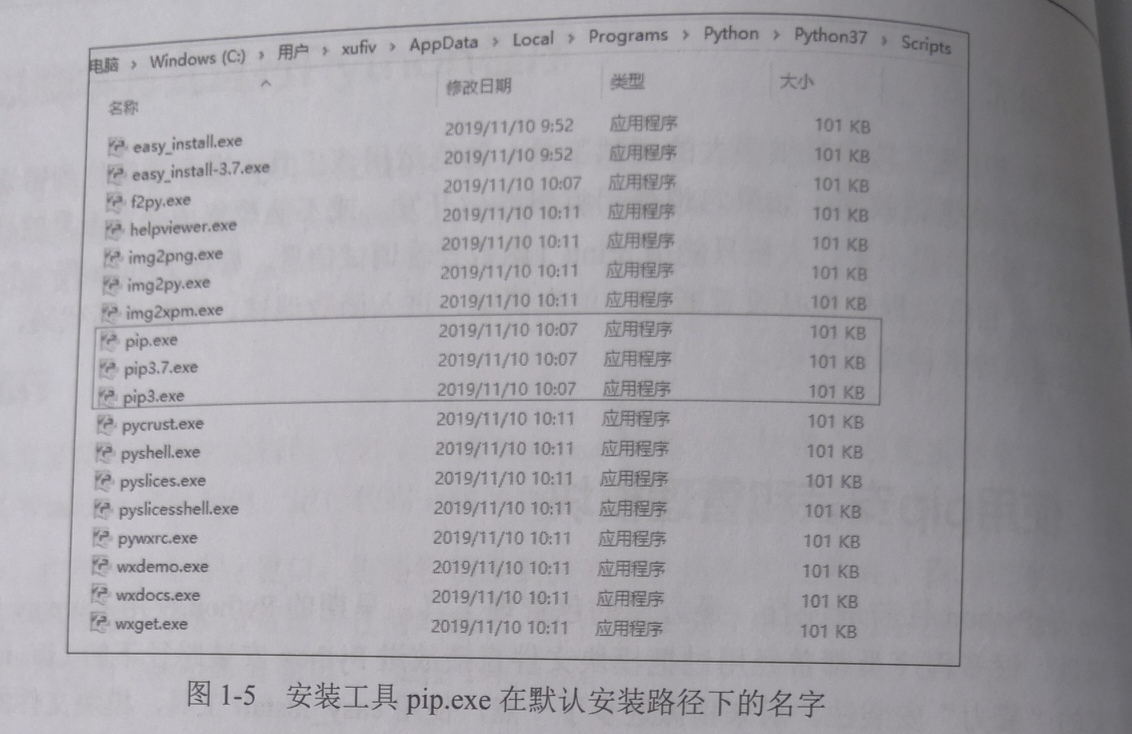 电脑 › Windows (C:) › 用户 › xufiv › AppData › Local › Programs › Python › Python37 › Scripts
名称 修改日期 类型 大小
easy_install.exe 2019/11/10 9:52 应用程序 101 KB
easy_install-3.7.exe 2019/11/10 9:52 应用程序 101 KB
f2py.exe 2019/11/10 10:07 应用程序 101 KB
helpviewer.exe 2019/11/10 10:11 应用程序 101 KB
img2png.exe 2019/11/10 10:11 应用程序 101 KB
img2py.exe 2019/11/10 10:11 应用程序 101 KB
img2xpm.exe 2019/11/10 10:11 应用程序 101 KB
pip.exe 2019/11/10 10:07 应用程序 101 KB
pip3.7.exe 2019/11/10 10:07 应用程序 101 KB
pip3.exe 2019/11/10 10:07 应用程序 101 KB
pycrust.exe 2019/11/10 10:11 应用程序 101 KB
pyshell.exe 2019/11/10 10:11 应用程序 101 KB
pyslices.exe 2019/11/10 10:11 应用程序 101 KB
pyslicesshell.exe 2019/11/10 10:11 应用程序 101 KB
pywxrc.exe 2019/11/10 10:11 应用程序 101 KB
wxdemo.exe 2019/11/10 10:11 应用程序 101 KB
wxdocs.exe 2019/11/10 10:11 应用程序 101 KB
wxget.exe 2019/11/10 10:11 应用程序 101 KB
图 1-5 安装工具 pip.exe 在默认安装路径下的名字